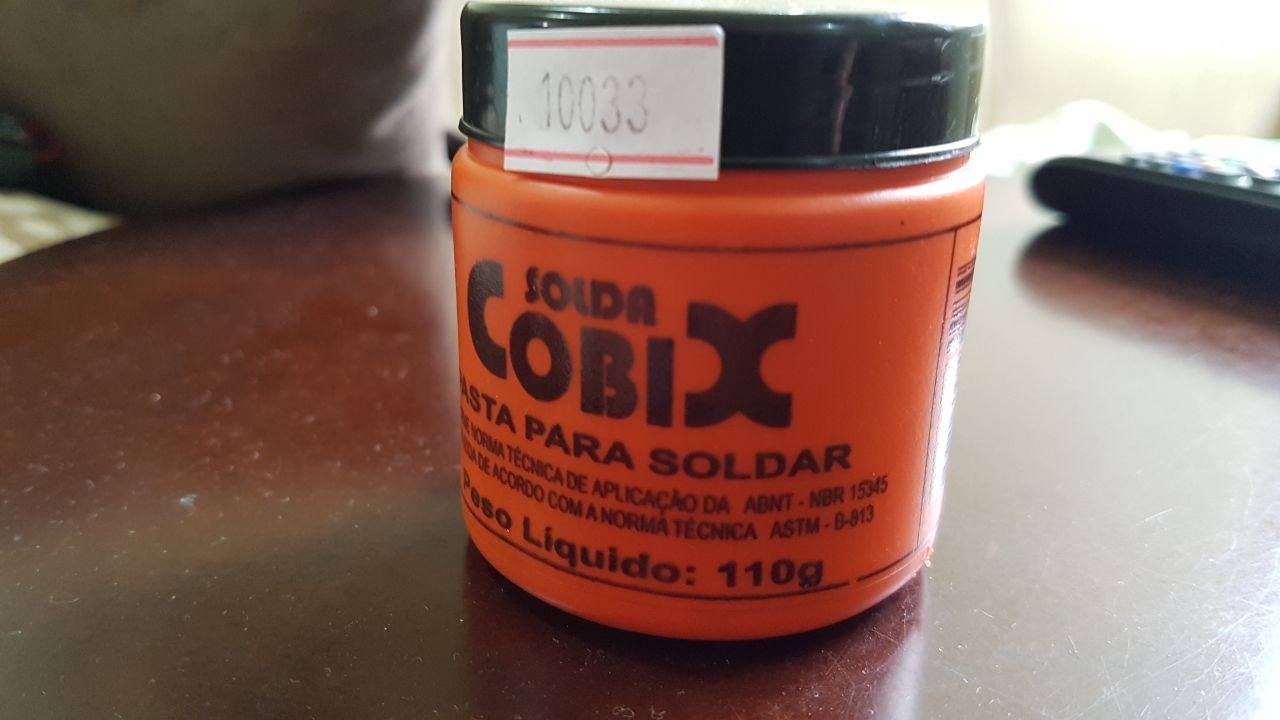 10033
SOLDA
COBIX
PASTA PARA SOLDAR
NORMA TÉCNICA DE APLICAÇÃO DA ABNT - NBR 15345
DE ACORDO COM A NORMA TÉCNICA ASTM - B-813
Peso Líquido: 110g